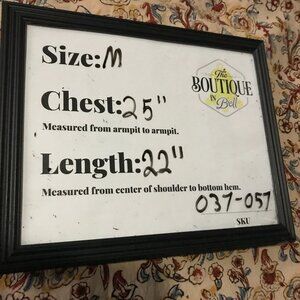 Size: M
The
BOUTIQUE
IN
Bell
Chest: 25"
Measured from armpit to armpit.
Length: 22"
Measured from center of shoulder to bottom hem.
037-057
SKU